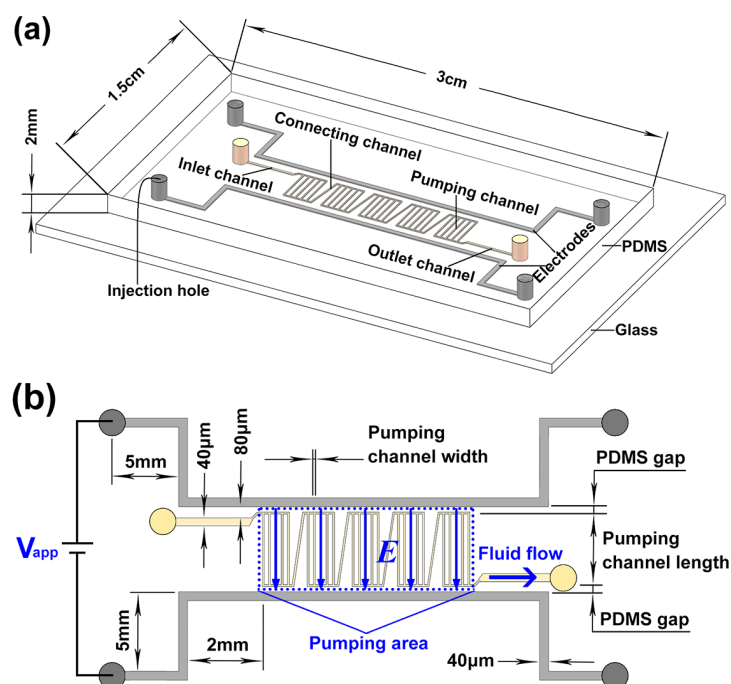 (a)
3cm
1.5cm
2mm
Connecting channel
Inlet channel
Pumping channel
Outlet channel
Electrodes
PDMS
Injection hole
Glass
(b)
40μm
80μm
Pumping
channel width
5mm
PDMS gap
Vapp
E
Fluid flow
Pumping
channel length
5mm
2mm
Pumping area
PDMS gap
40μm